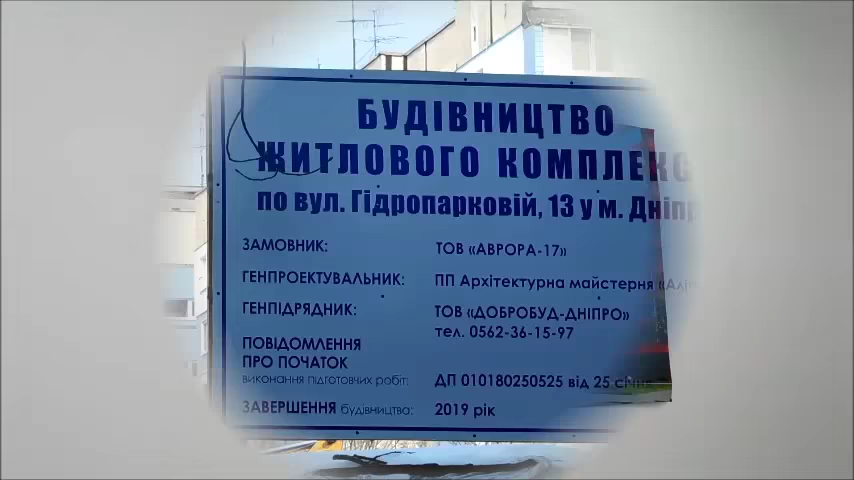 БУДІВНИЦТВО
ЖИТЛОВОГО КОМПЛЕКС
по вул. Гідропарковій, 13 у м. Дніпр
ЗАМОВНИК: ТОВ «АВРОРА-17»
ГЕНПРОЕКТУВАЛЬНИК: ПП Архітектурна майстерня
ГЕНПІДРЯДНИК: ТОВ «ДОБРОБУД-ДНІПРО»
тел. 0562-36-15-97
ПОВІДОМЛЕННЯ
ПРО ПОЧАТОК
виконання підготовчих робіт: ДП 010180250525 від 25 січня
ЗАВЕРШЕННЯ будівництва: 2019 рік